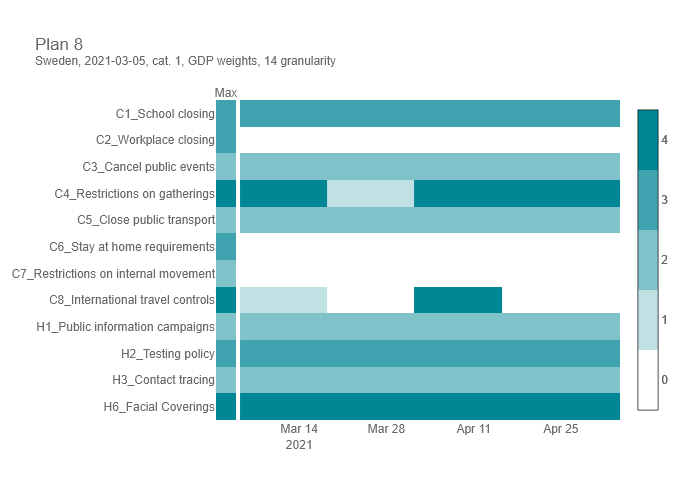 Plan 8
Sweden, 2021-03-05, cat. 1, GDP weights, 14 granularity
Max
C1_School closing
C2_Workplace closing
C3_Cancel public events
C4_Restrictions on gatherings
C5_Close public transport
C6_Stay at home requirements
C7_Restrictions on internal movement
C8_International travel controls
H1_Public information campaigns
H2_Testing policy
H3_Contact tracing
H6_Facial Coverings
Mar 14
2021
Mar 28
Apr 11
Apr 25
4
3
2
1
0